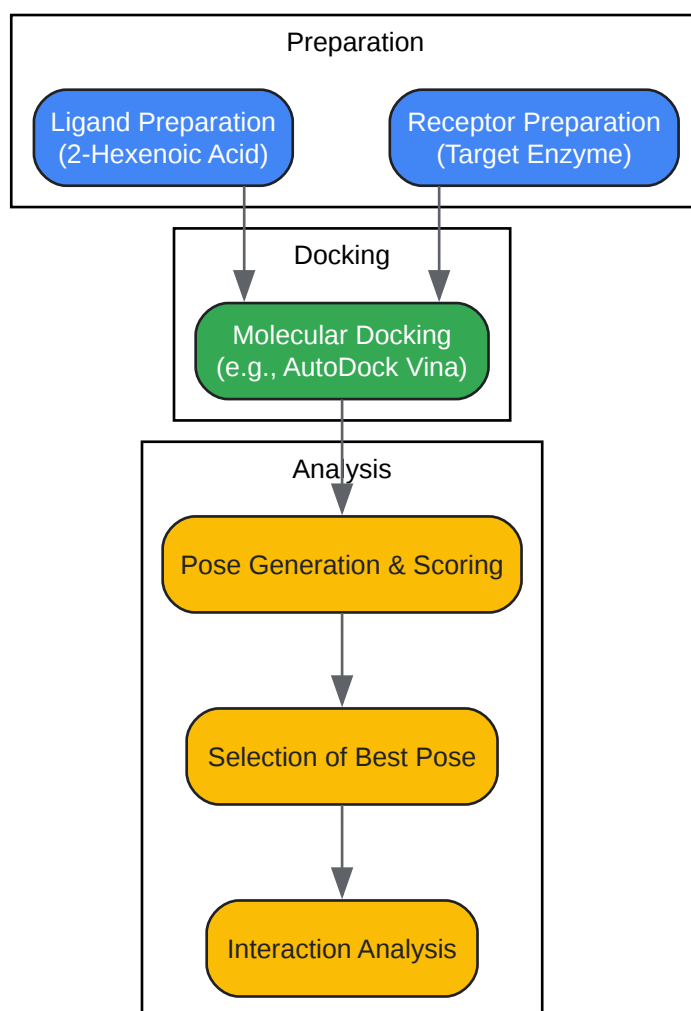 Preparation
Ligand Preparation
(2-Hexenoic Acid)
Receptor Preparation
(Target Enzyme)
Docking
Molecular Docking
(e.g., AutoDock Vina)
Analysis
Pose Generation & Scoring
Selection of Best Pose
Interaction Analysis